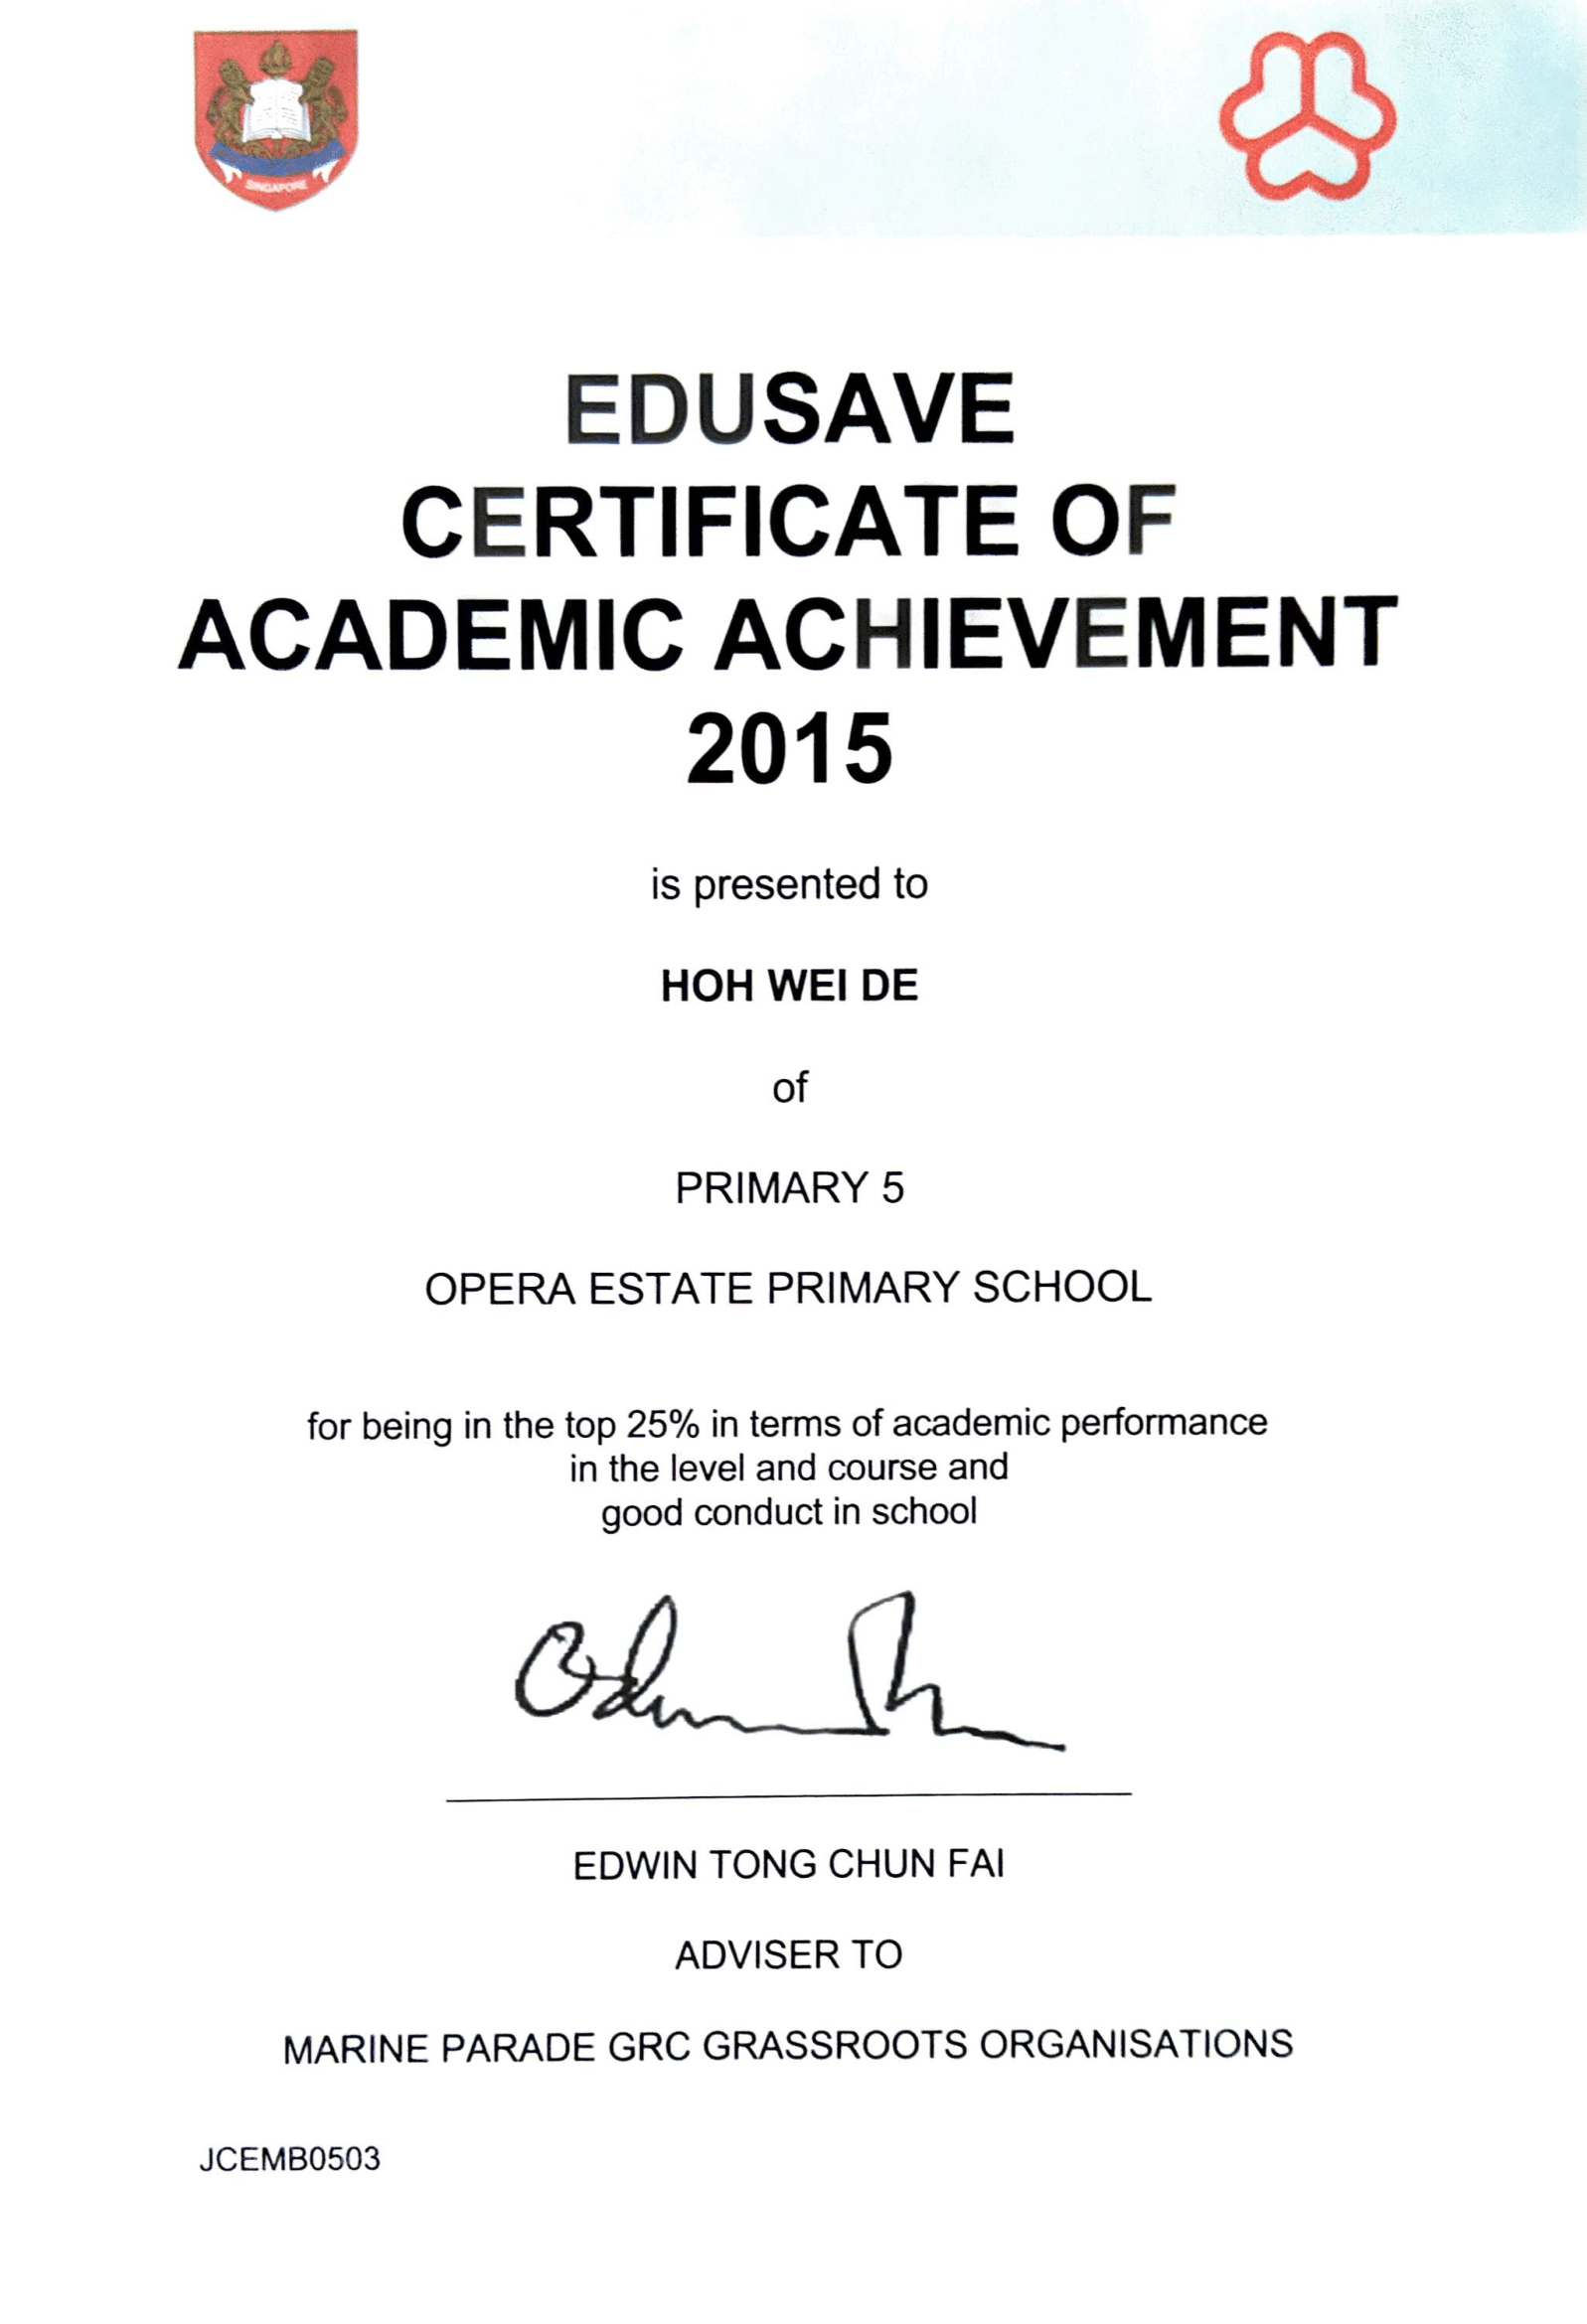 SINGAPORE
EDUSAVE
CERTIFICATE OF
ACADEMIC ACHIEVEMENT
2015
is presented to
HOH WEI DE
of
PRIMARY 5
OPERA ESTATE PRIMARY SCHOOL
for being in the top 25% in terms of academic performance
in the level and course and
good conduct in school
EDWIN TONG CHUN FAI
ADVISER TO
MARINE PARADE GRC GRASSROOTS ORGANISATIONS
JCEMB0503